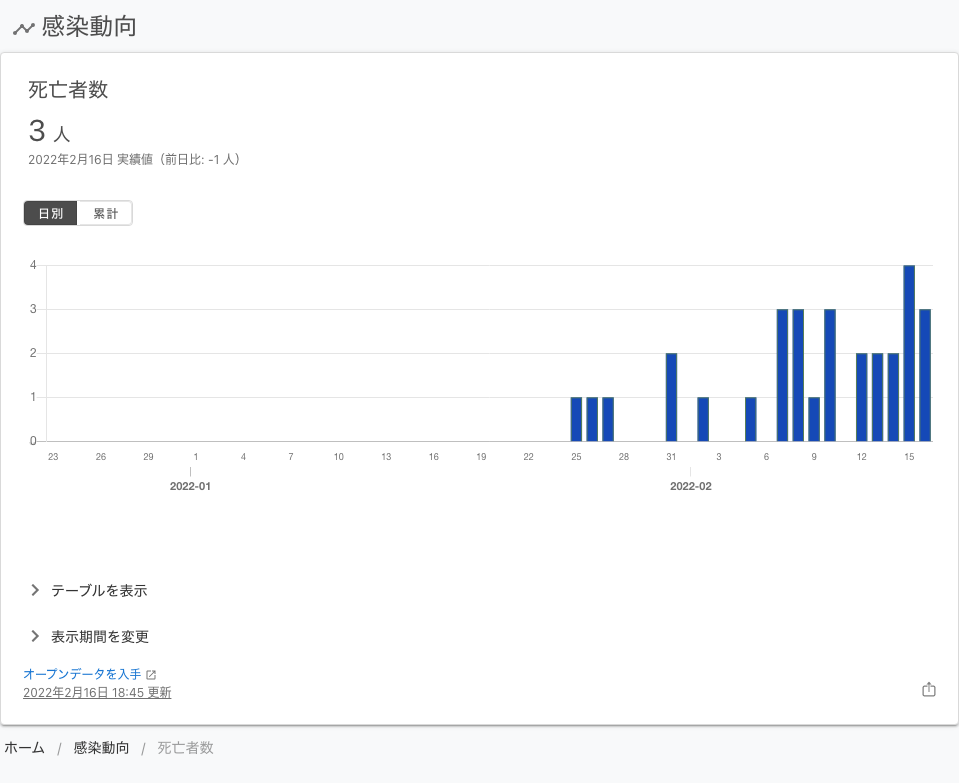 感染動向
死亡者数
3 人
2022年2月16日 実績値（前日比: -1 人）
日別 累計
4
3
2
1
0
23 26 29 1 4 7 10 13 16 19 22 25 28 31 3 6 9 12 15
2022-01 2022-02
テーブルを表示
表示期間を変更
オープンデータを入手
2022年2月16日 18:45 更新
ホーム / 感染動向 / 死亡者数